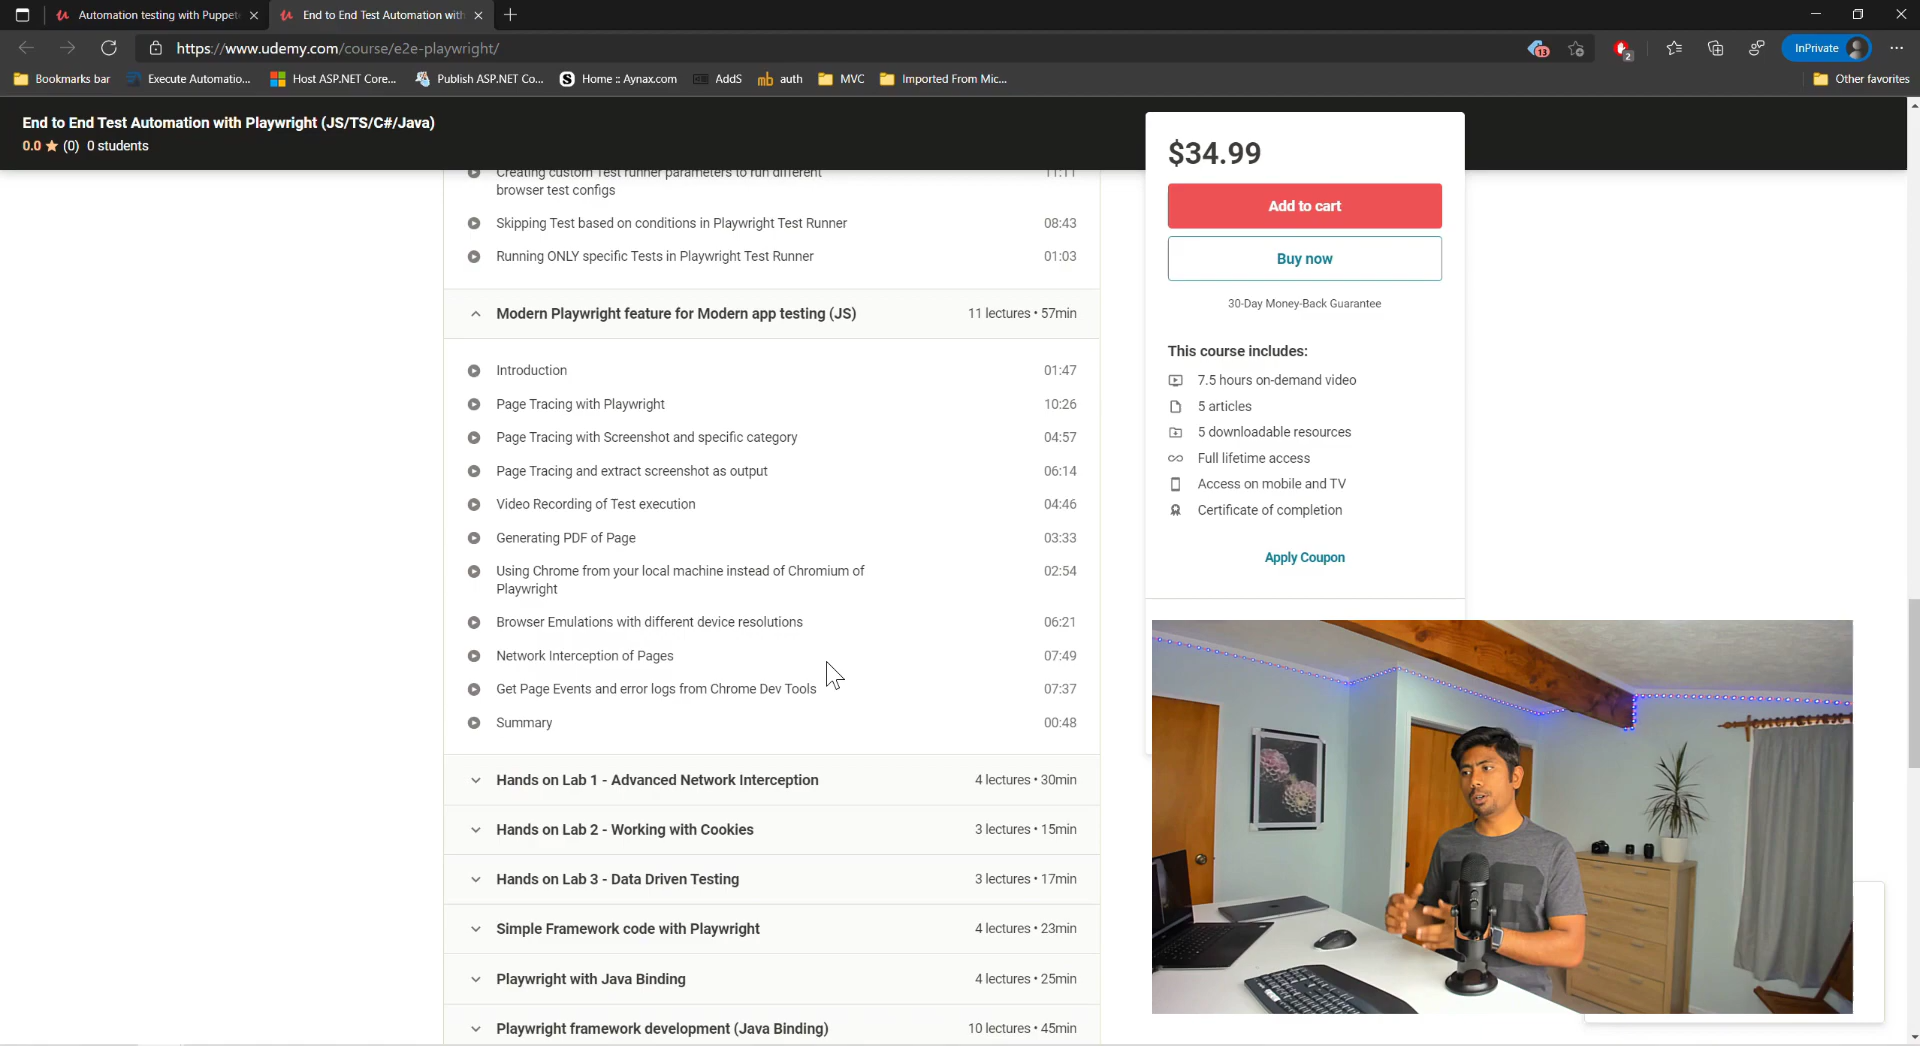 Automation testing with Puppete
End to End Test Automation with
https://www.udemy.com/course/e2e-playwright/
13
2
InPrivate
Bookmarks bar
Execute Automatio...
Host ASP.NET Core...
Publish ASP.NET Co...
Home :: Aynax.com
AddS
auth
MVC
Imported From Mic...
Other favorites
End to End Test Automation with Playwright (JS/TS/C#/Java)
0.0 ★ (0) 0 students
Creating custom Test runner parameters to run different 11:11
browser test configs
Skipping Test based on conditions in Playwright Test Runner 08:43
Running ONLY specific Tests in Playwright Test Runner 01:03
Modern Playwright feature for Modern app testing (JS) 11 lectures • 57min
Introduction 01:47
Page Tracing with Playwright 10:26
Page Tracing with Screenshot and specific category 04:57
Page Tracing and extract screenshot as output 06:14
Video Recording of Test execution 04:46
Generating PDF of Page 03:33
Using Chrome from your local machine instead of Chromium of 02:54
Playwright
Browser Emulations with different device resolutions 06:21
Network Interception of Pages 07:49
Get Page Events and error logs from Chrome Dev Tools 07:37
Summary 00:48
Hands on Lab 1 - Advanced Network Interception 4 lectures • 30min
Hands on Lab 2 - Working with Cookies 3 lectures • 15min
Hands on Lab 3 - Data Driven Testing 3 lectures • 17min
Simple Framework code with Playwright 4 lectures • 23min
Playwright with Java Binding 4 lectures • 25min
Playwright framework development (Java Binding) 10 lectures • 45min
$34.99
Add to cart
Buy now
30-Day Money-Back Guarantee
This course includes:
7.5 hours on-demand video
5 articles
5 downloadable resources
Full lifetime access
Access on mobile and TV
Certificate of completion
Apply Coupon